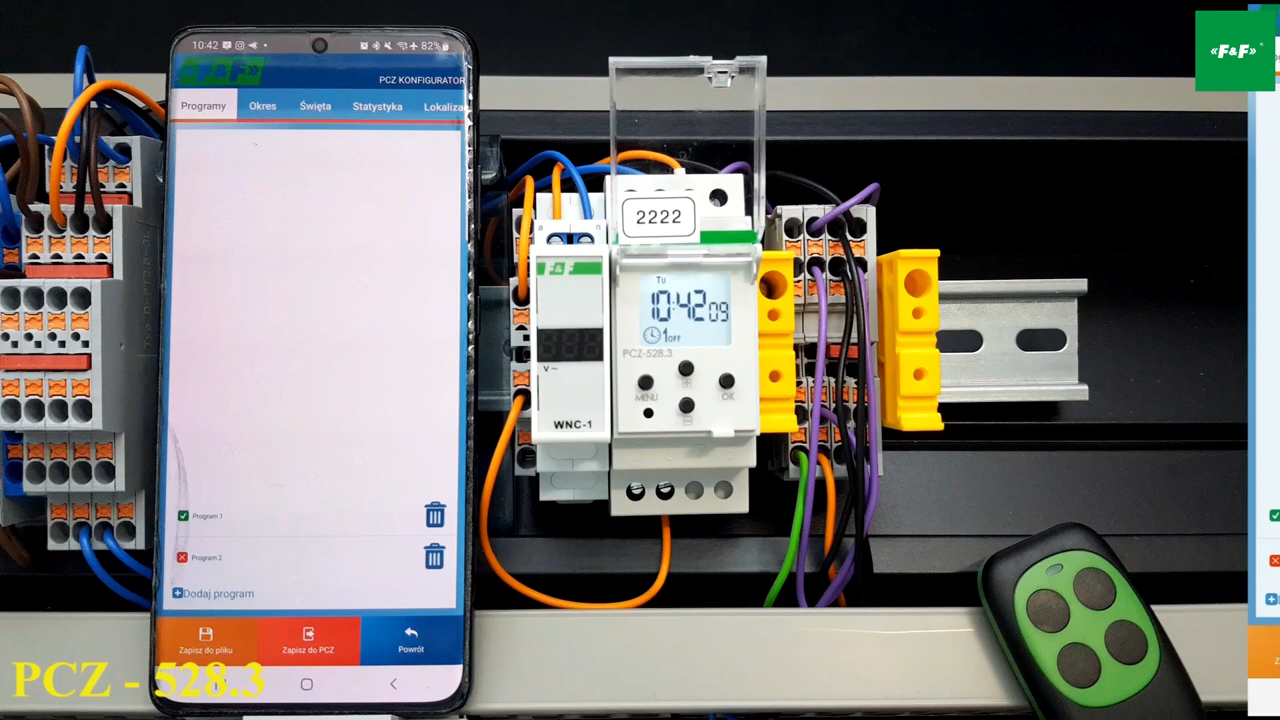 10:42
82%
«F&F»
«F&F»
PCZ KONFIGURATOR
Programy
Okres
Święta
Statystyka
Lokaliza
2222
a
n
F&F
Tu
10:42 09
1OFF
PCZ-528.3
V~
MENU
OK
WNC-1
Program 1
Program 2
Dodaj program
Zapisz do pliku
Zapisz do PCZ
Powrót
PCZ - 528.3